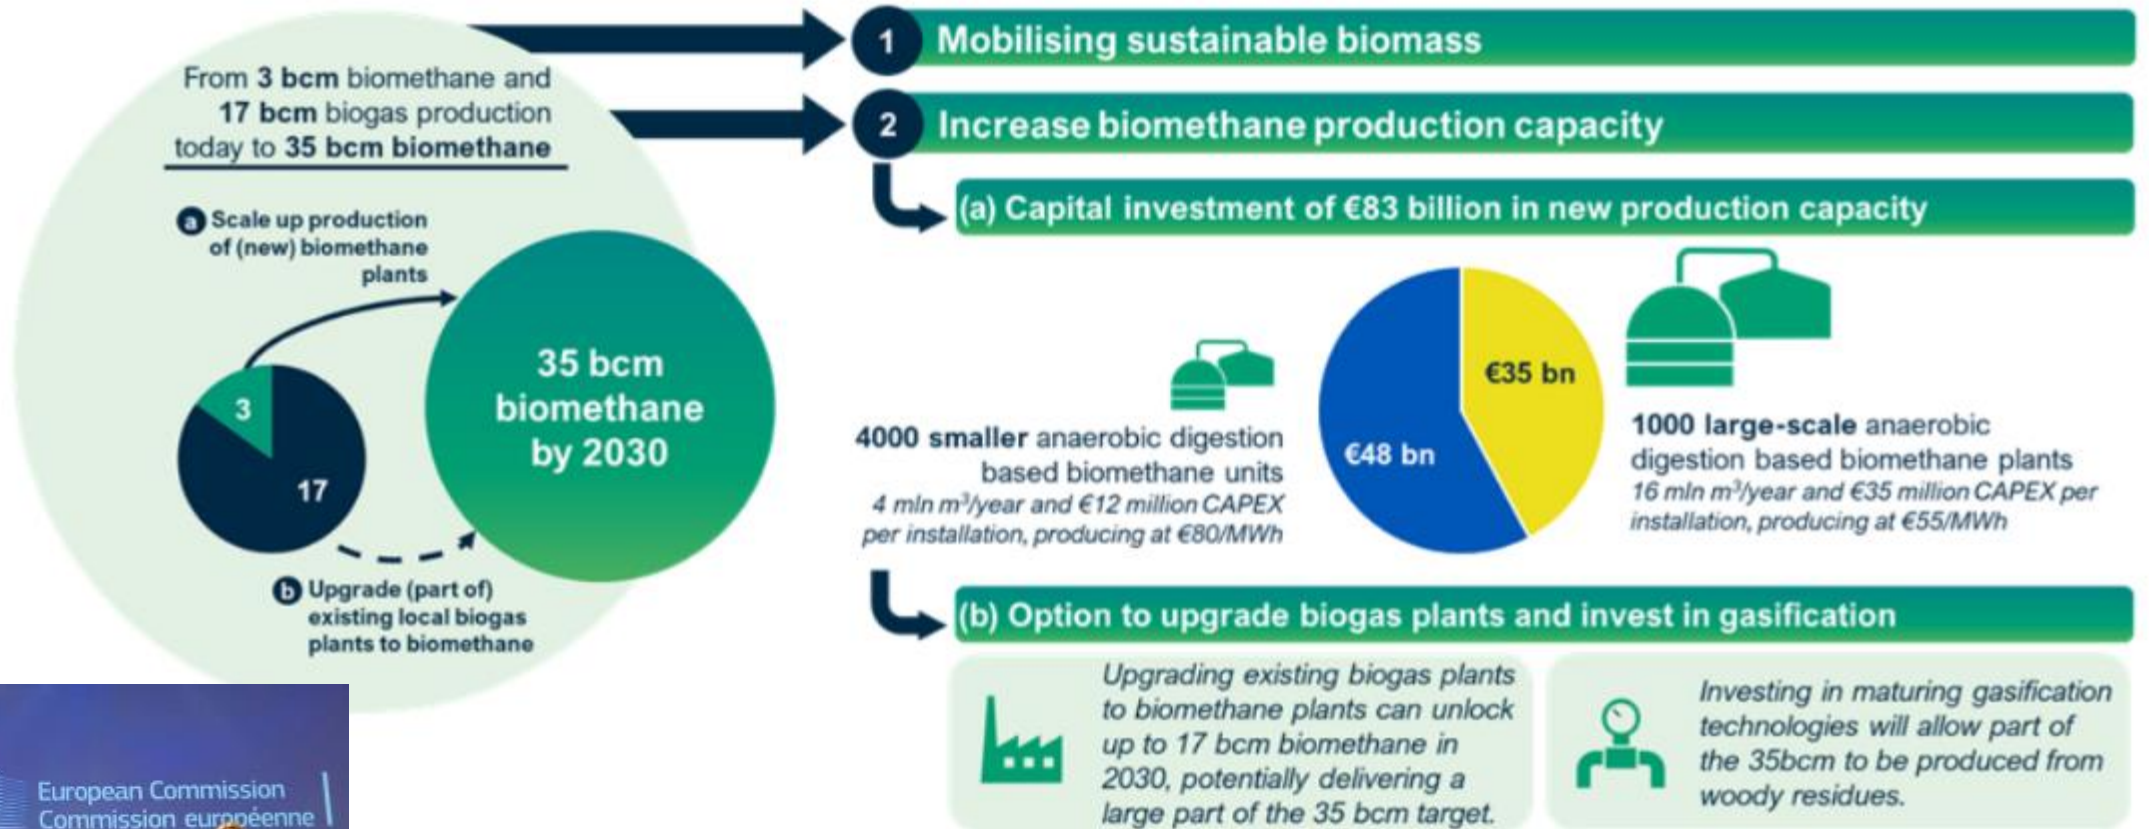 From 3 bcm biomethane and
17 bcm biogas production
today to 35 bcm biomethane
a Scale up production
of (new) biomethane
plants
3
17
35 bcm
biomethane
by 2030
b Upgrade (part of)
existing local biogas
plants to biomethane
European Commission
Commission européenne
1 Mobilising sustainable biomass
2 Increase biomethane production capacity
(a) Capital investment of €83 billion in new production capacity
4000 smaller anaerobic digestion
based biomethane units
4 mln m³/year and €12 million CAPEX
per installation, producing at €80/MWh
€48 bn
€35 bn
1000 large-scale anaerobic
digestion based biomethane plants
16 mln m³/year and €35 million CAPEX per
installation, producing at €55/MWh
(b) Option to upgrade biogas plants and invest in gasification
Upgrading existing biogas plants
to biomethane plants can unlock
up to 17 bcm biomethane in
2030, potentially delivering a
large part of the 35 bcm target.
Investing in maturing gasification
technologies will allow part of
the 35bcm to be produced from
woody residues.